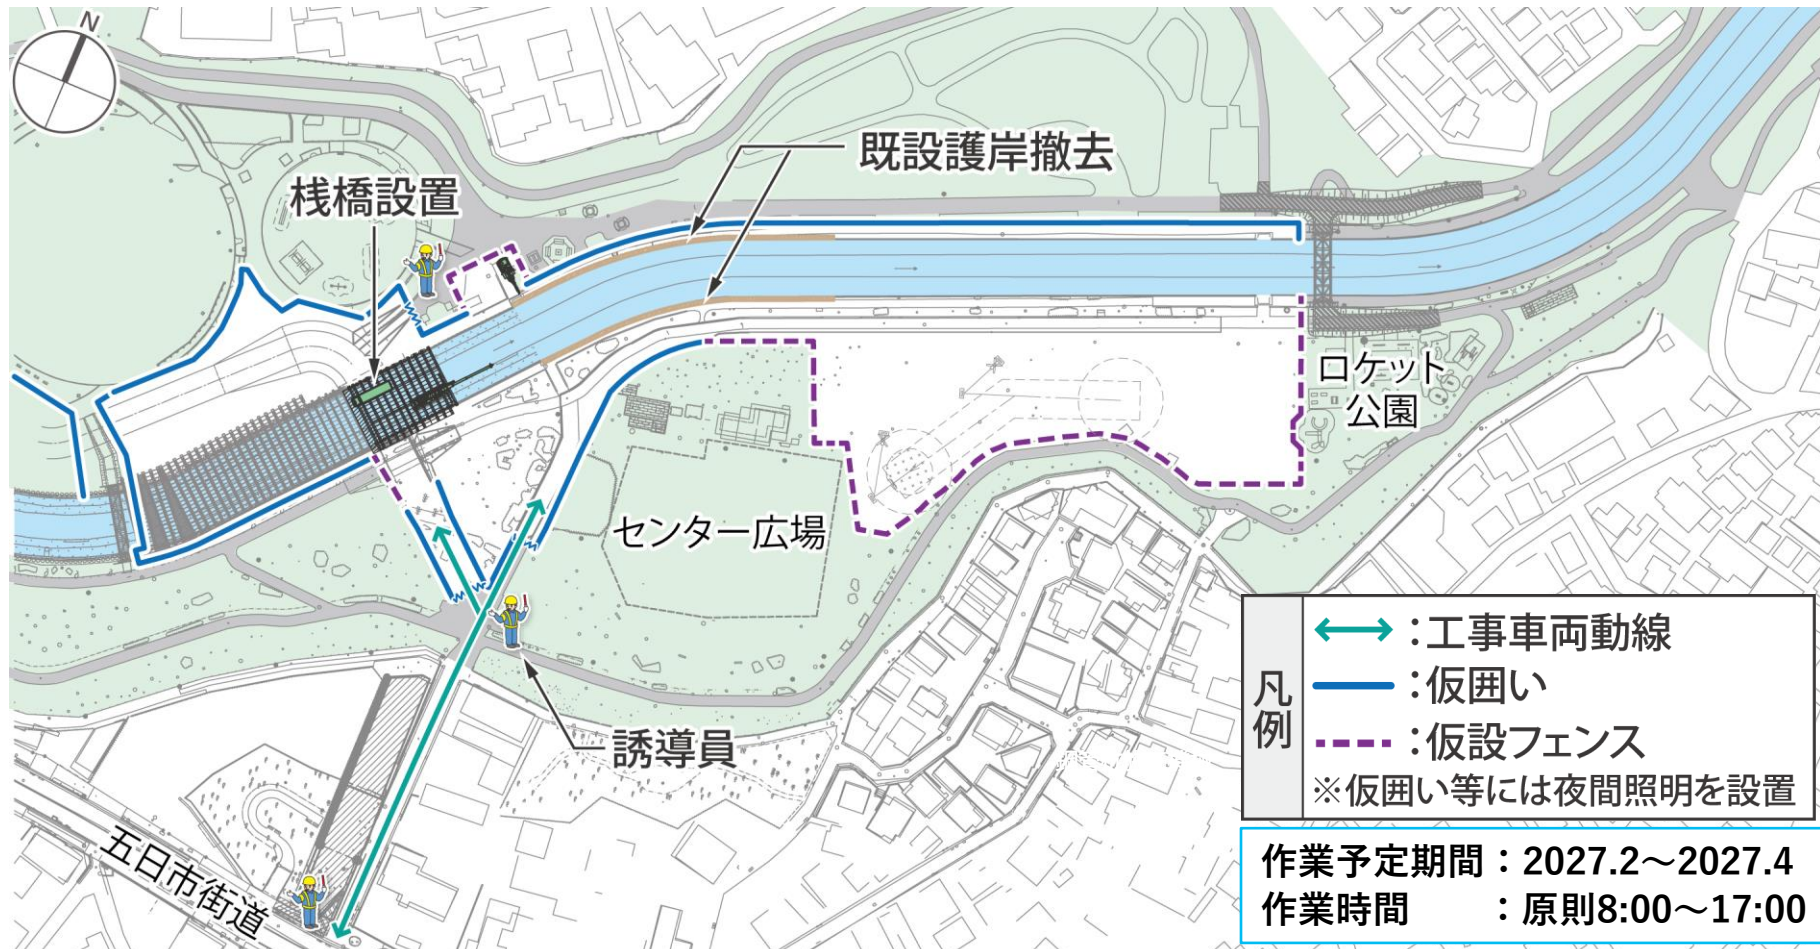 N
既設護岸撤去
桟橋設置
ロケット
公園
センター広場
誘導員
五日市街道
凡例
：工事車両動線
：仮囲い
：仮設フェンス
※仮囲い等には夜間照明を設置
作業予定期間：2027.2～2027.4
作業時間　　：原則8:00～17:00